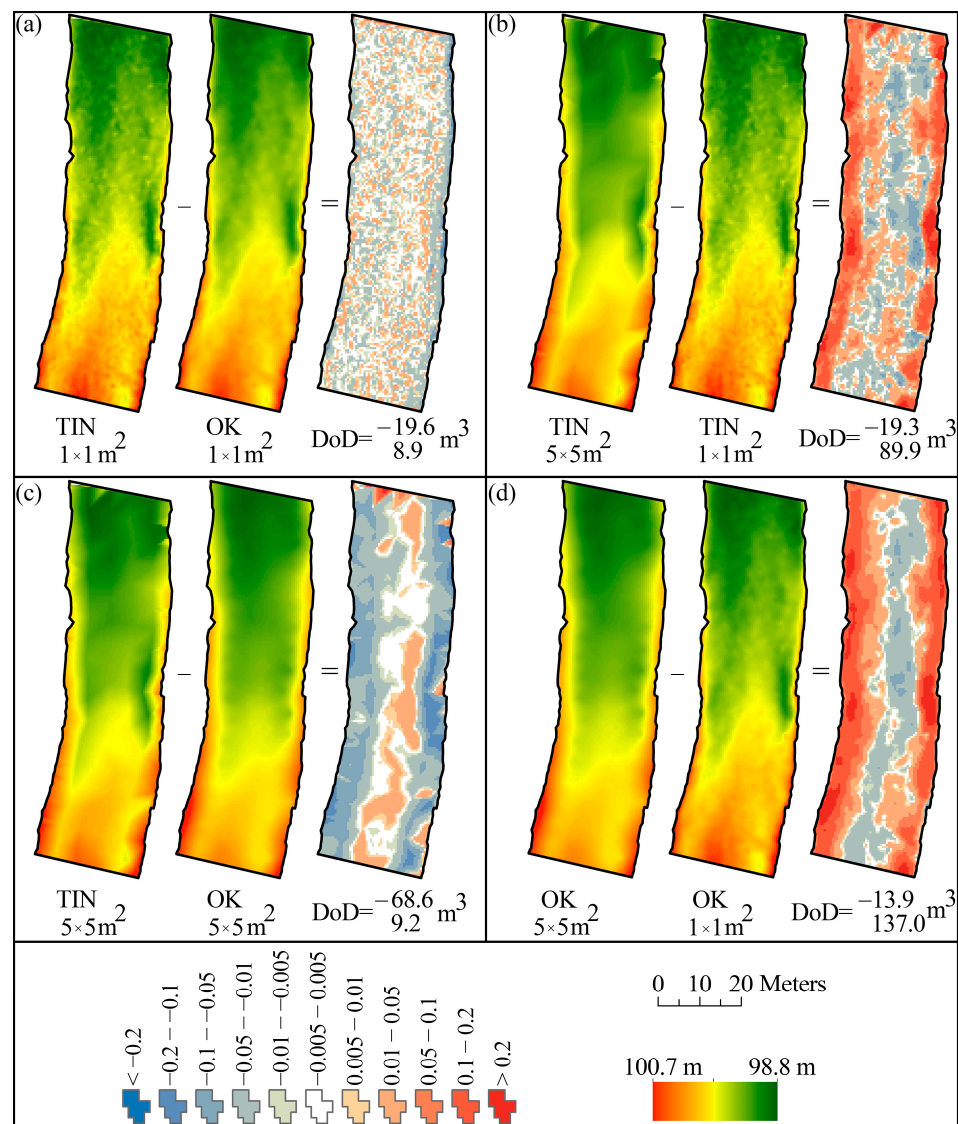 (a)
TIN
1×1m²
–
OK
1×1m²
=
DoD= −19.6 m³
8.9
(b)
TIN
5×5m²
–
TIN
1×1m²
=
DoD= −19.3 m³
89.9
(c)
TIN
5×5m²
–
OK
5×5m²
=
DoD= −68.6 m³
9.2
(d)
OK
5×5m²
–
OK
1×1m²
=
DoD= −13.9 m³
137.0
< −0.2
−0.2 – −0.1
−0.1 – −0.05
−0.05 – −0.01
−0.01 – −0.005
−0.005 – 0.005
0.005 – 0.01
0.01 – 0.05
0.05 – 0.1
0.1 – 0.2
> 0.2
0 10 20 Meters
100.7 m 98.8 m